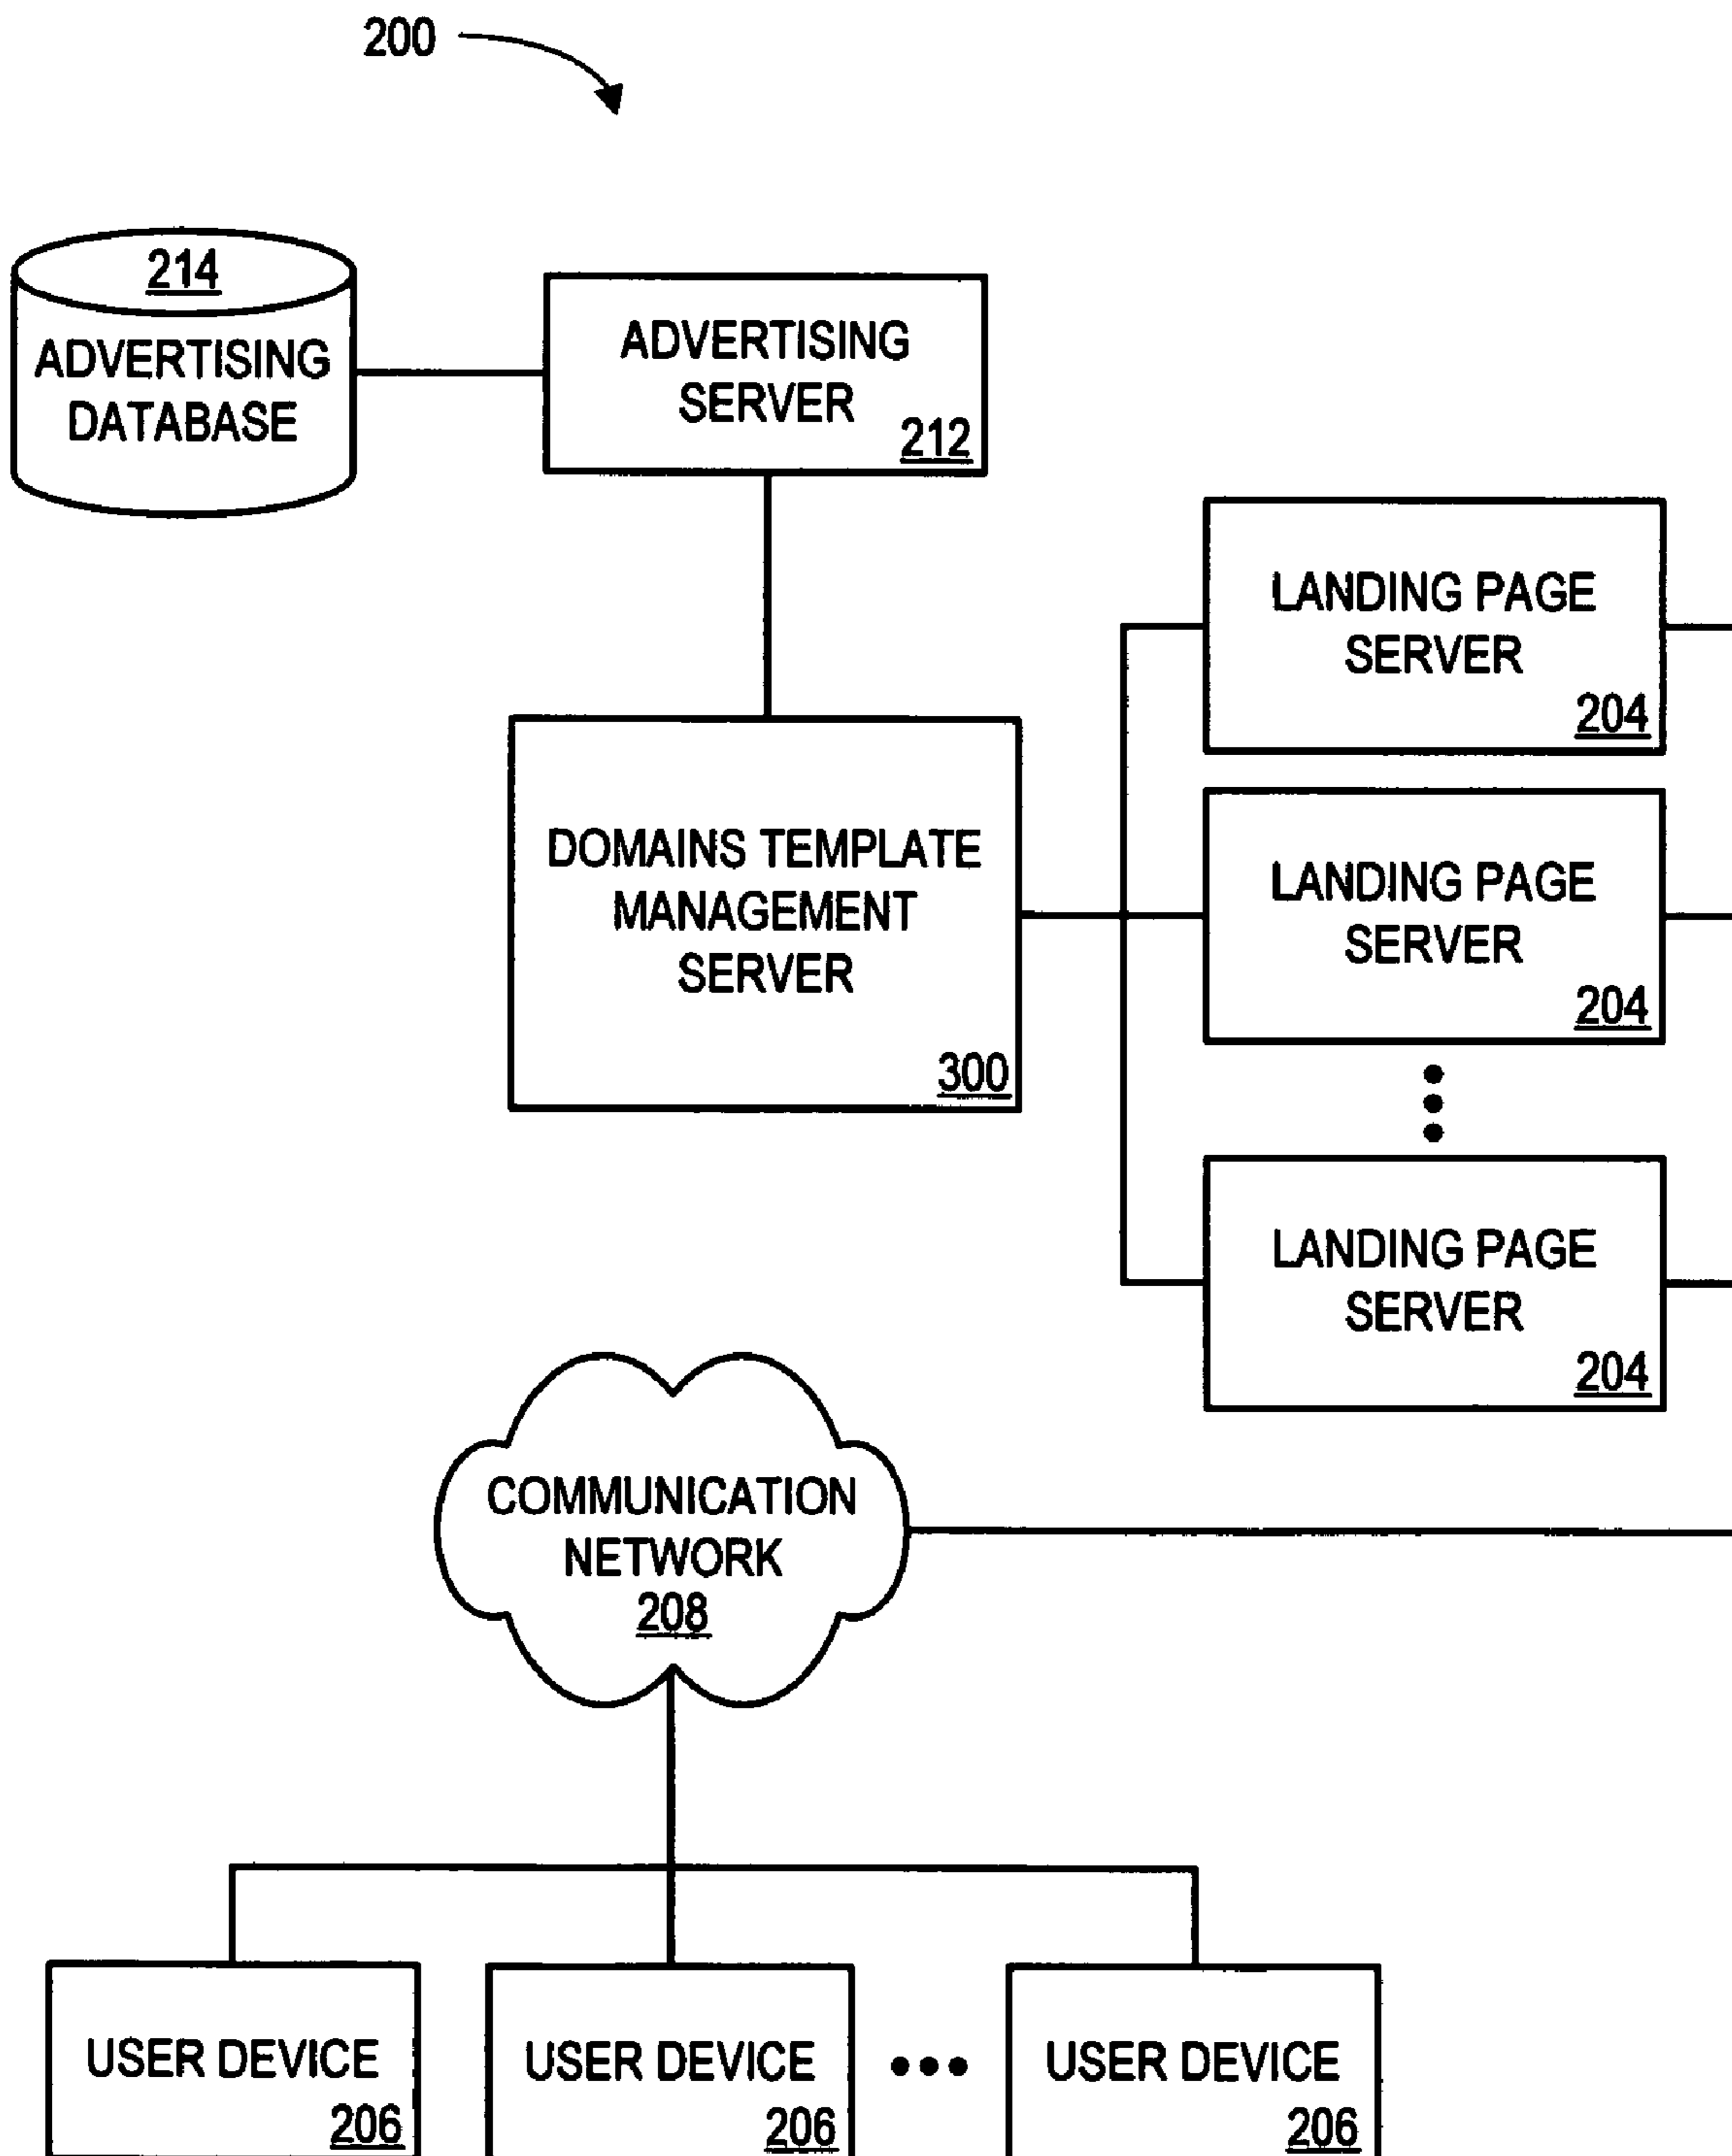 200
214
ADVERTISING
DATABASE
ADVERTISING
SERVER
212
LANDING PAGE
SERVER
204
DOMAINS TEMPLATE
MANAGEMENT
SERVER
300
LANDING PAGE
SERVER
204
LANDING PAGE
SERVER
204
COMMUNICATION
NETWORK
208
USER DEVICE
206
USER DEVICE
206
USER DEVICE
206